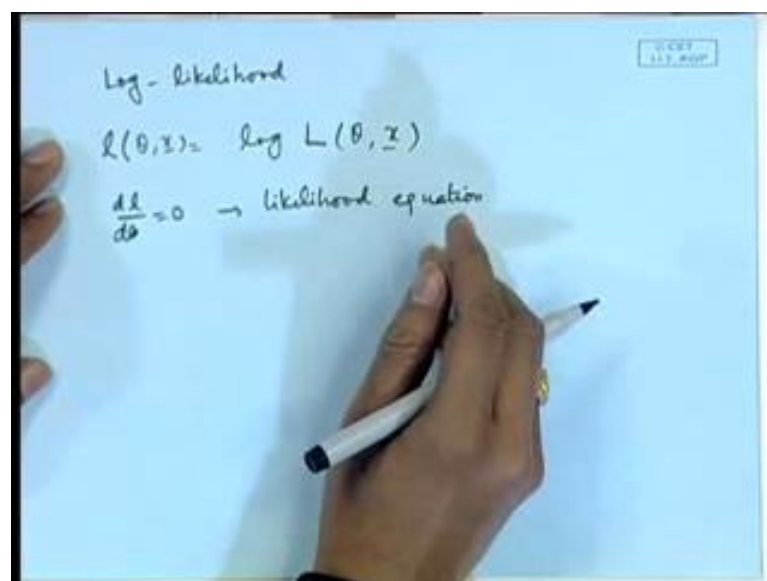 Log-likelihood
l(θ,x)= log L(θ,x)
dl/dθ =0 → likelihood equation